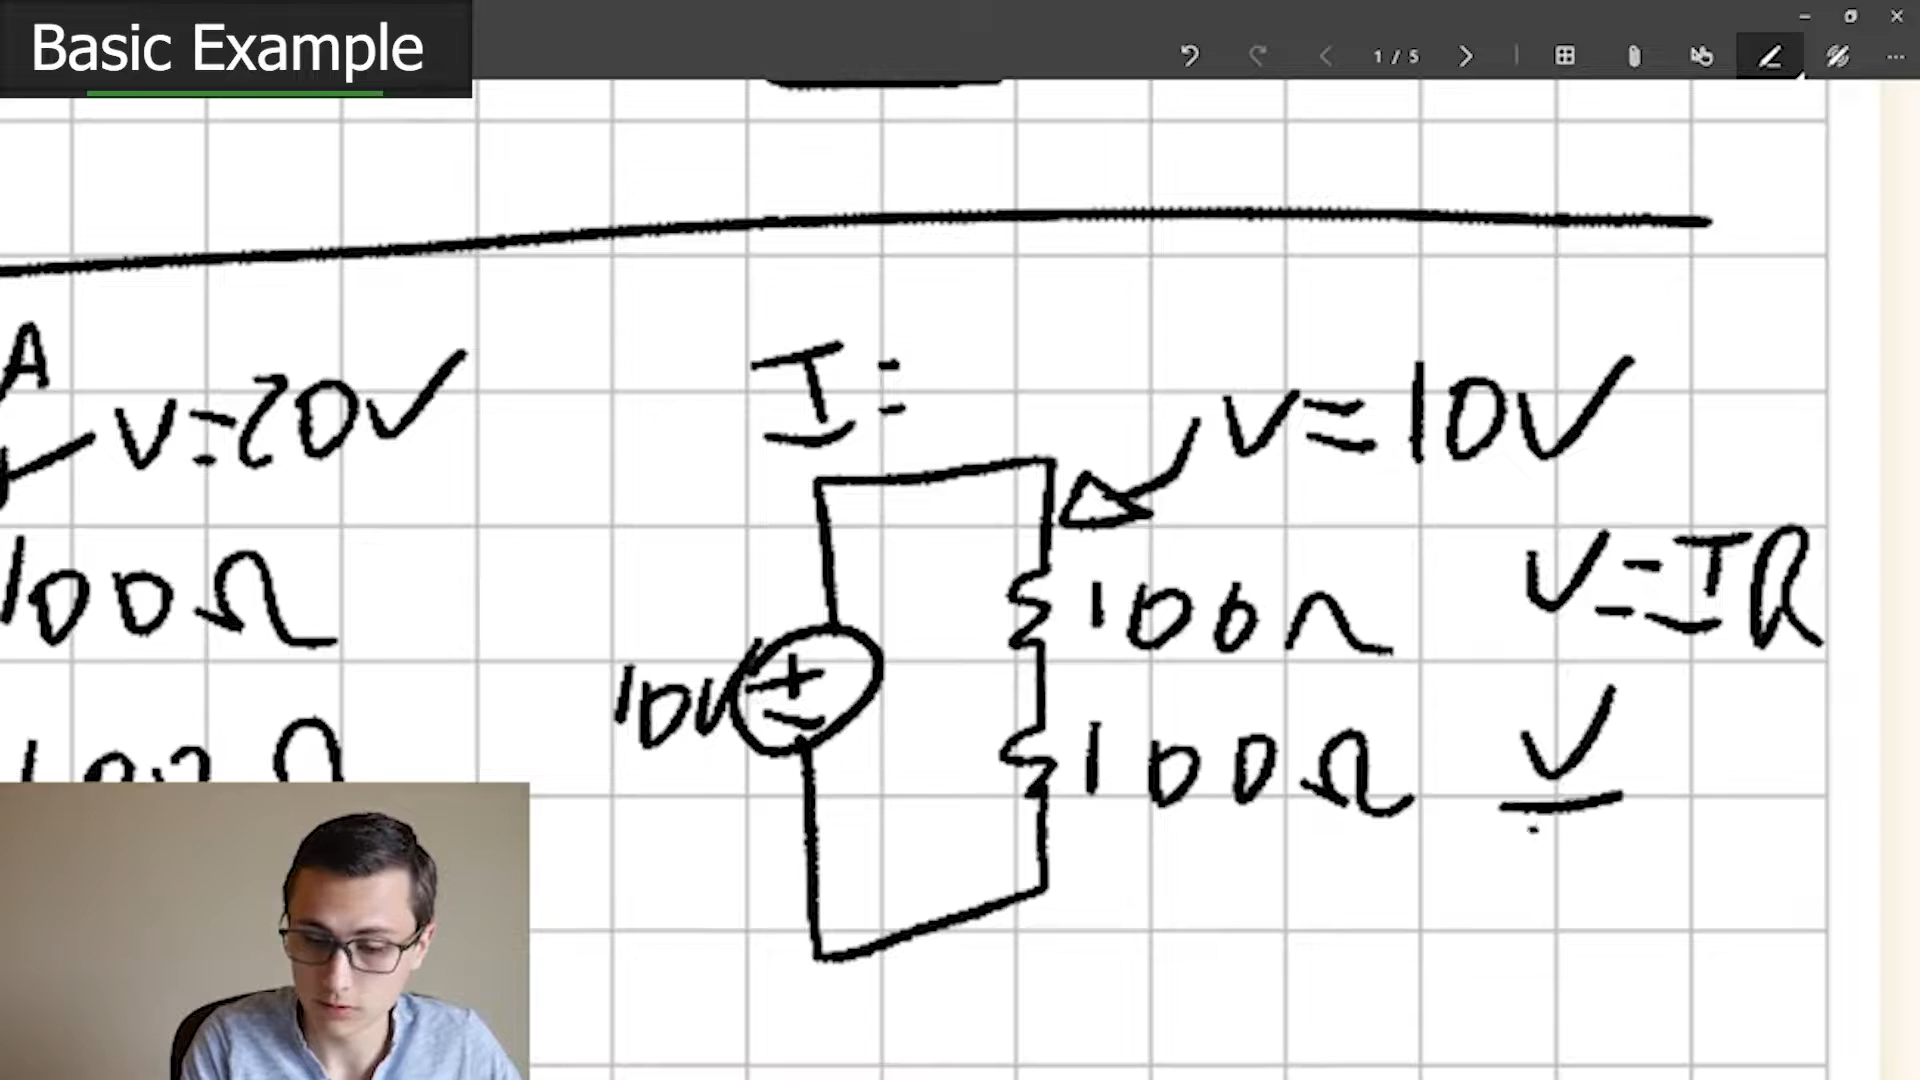 Basic Example
1 / 5
A
V=20V
I=
V=10V
100Ω
100Ω
V=IR
10V
100Ω
V